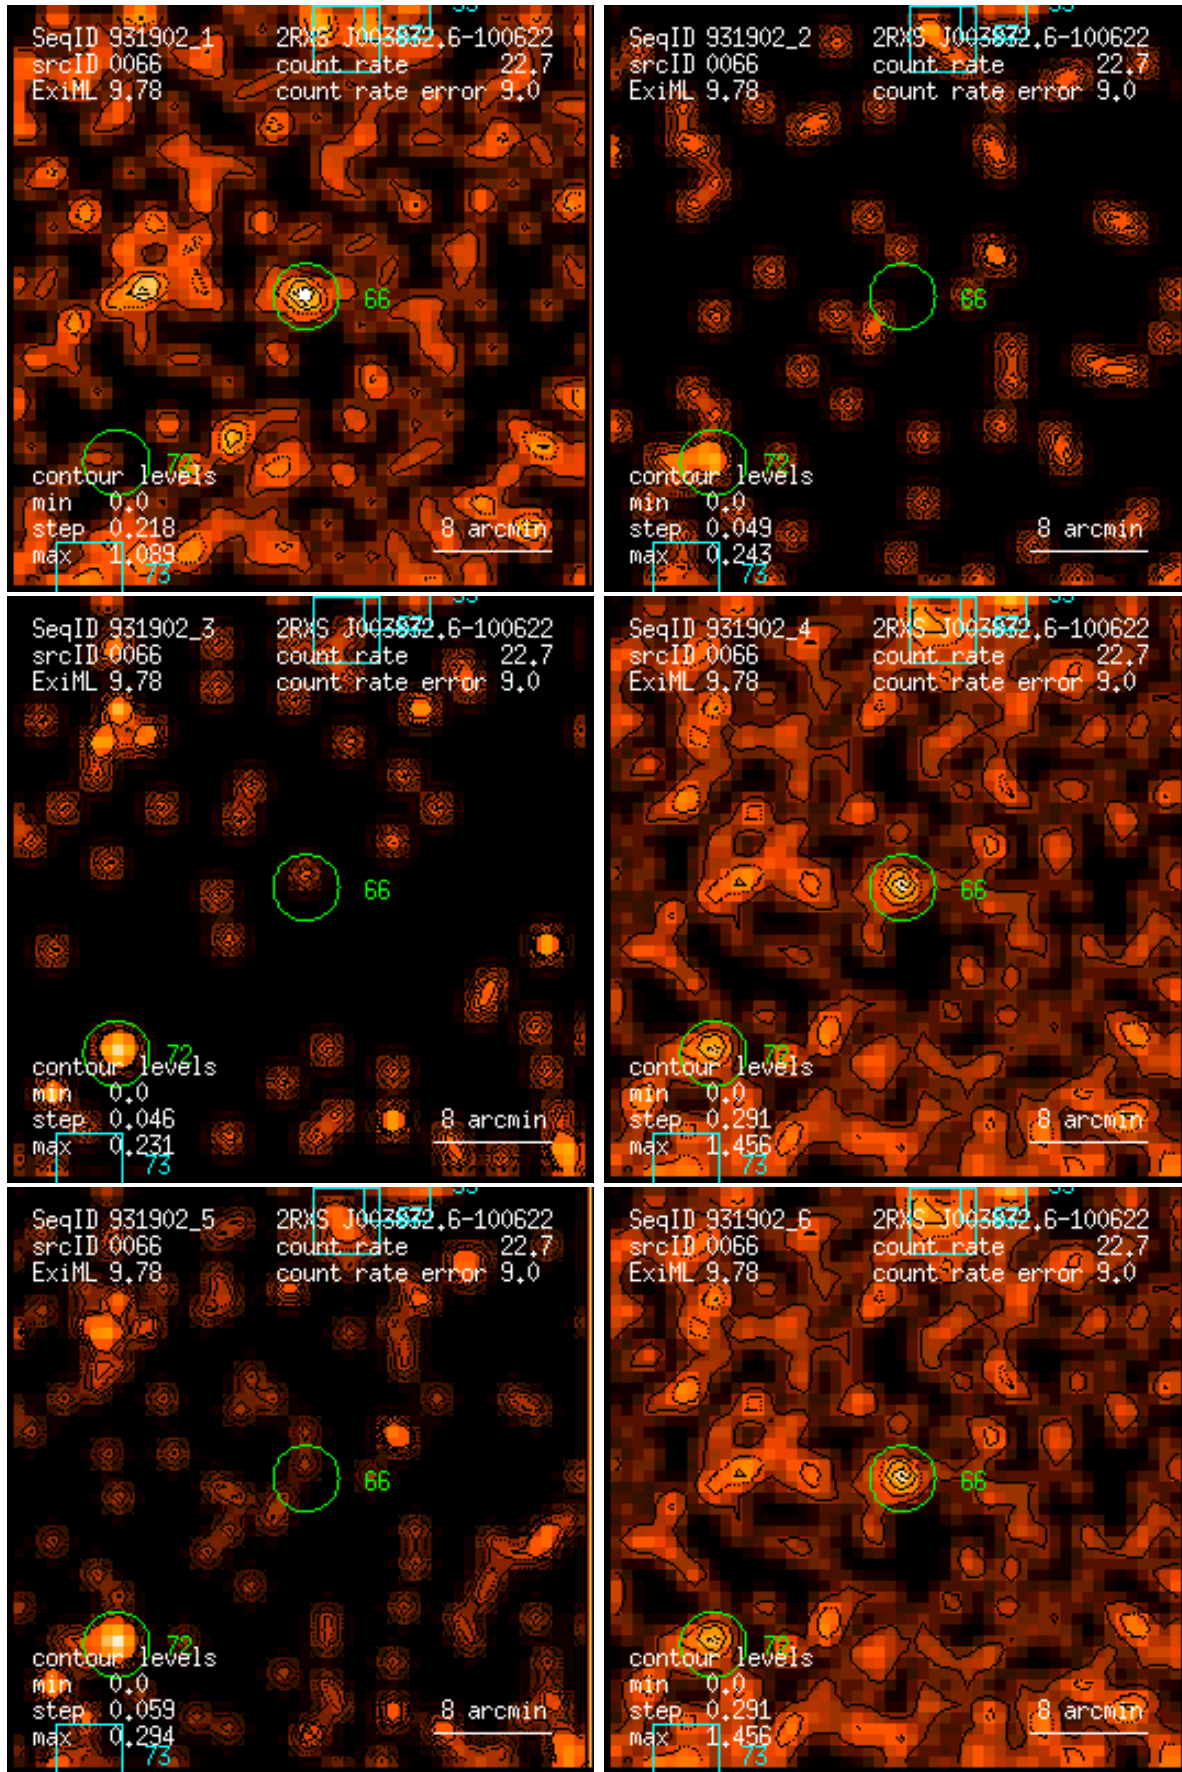 SeqID 931902_1
srcID 0066
ExiML 9.78
count rate 22.7
count rate error 9.0
66
72
contour levels
min 0.0
step 0.218
max 1.089
8 arcmin
73
SeqID 931902_2
srcID 0066
ExiML 9.78
count rate 22.7
count rate error 9.0
66
72
contour levels
min 0.0
step 0.049
max 0.243
8 arcmin
73
SeqID 931902_3
srcID 0066
ExiML 9.78
count rate 22.7
count rate error 9.0
66
72
contour levels
min 0.0
step 0.046
max 0.231
8 arcmin
73
SeqID 931902_4
srcID 0066
ExiML 9.78
count rate 22.7
count rate error 9.0
66
72
contour levels
min 0.0
step 0.291
max 1.456
8 arcmin
73
SeqID 931902_5
srcID 0066
ExiML 9.78
count rate 22.7
count rate error 9.0
66
72
contour levels
min 0.0
step 0.059
max 0.294
8 arcmin
73
SeqID 931902_6
srcID 0066
ExiML 9.78
count rate 22.7
count rate error 9.0
66
72
contour levels
min 0.0
step 0.291
max 1.456
8 arcmin
73